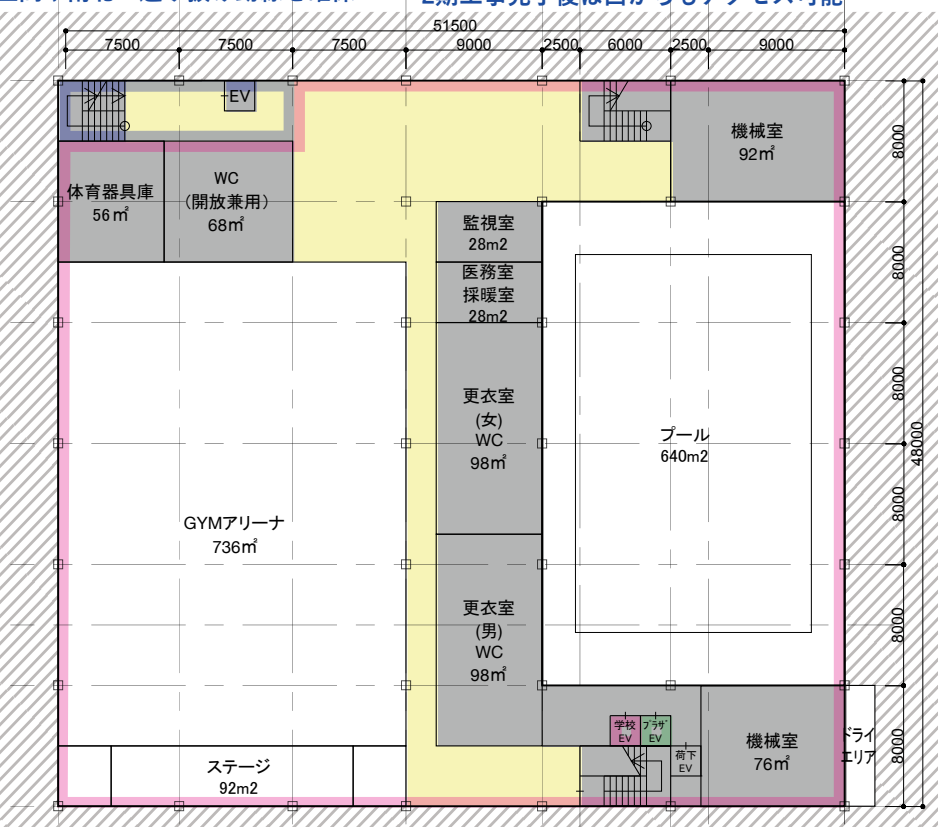 2期工事完了後は西からもアクセス可能
51500
7500
7500
7500
9000
2500
6000
2500
9000
EV
機械室
92㎡
体育器具庫
56㎡
WC
(開放兼用)
68㎡
監視室
28m2
医務室
採暖室
28m2
更衣室
(女)
WC
98㎡
プール
640m2
GYMアリーナ
736㎡
更衣室
(男)
WC
98㎡
学校
EV
プラザ
EV
荷下
EV
機械室
76㎡
ドライ
エリア
ステージ
92m2
8000
8000
8000
8000
8000
8000
48000